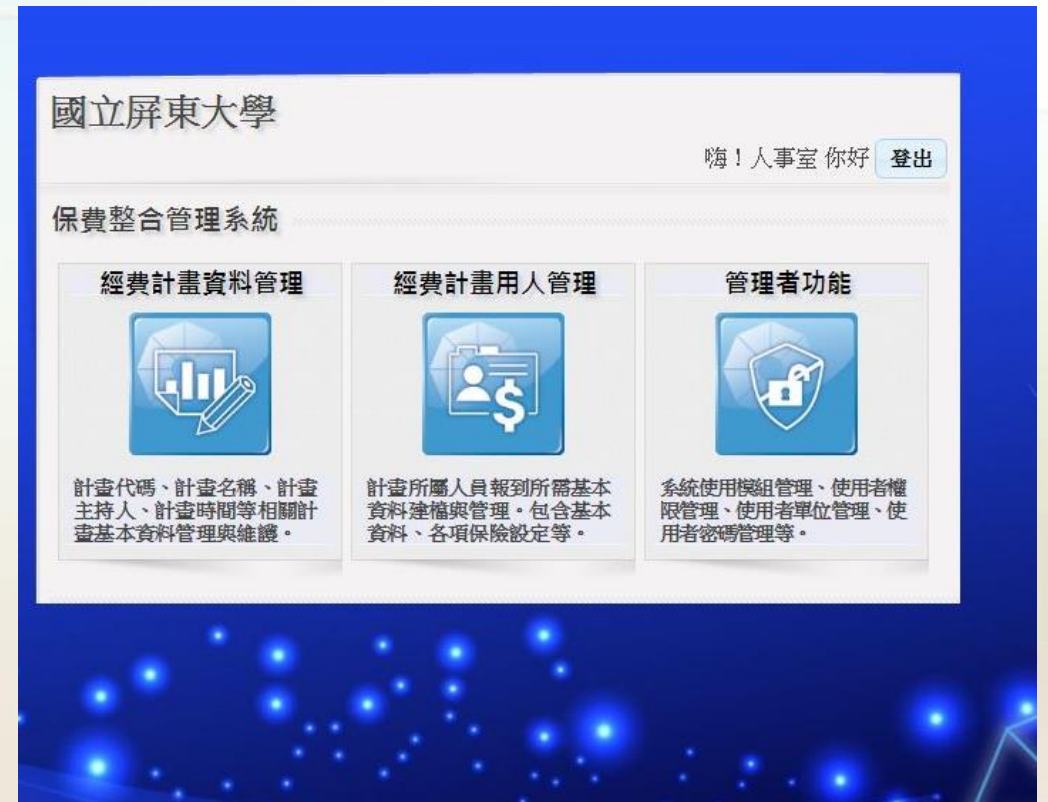 國立屏東大學
嗨！人事室 你好 登出
保費整合管理系統
經費計畫資料管理
計畫代碼、計畫名稱、計畫
主持人、計畫時間等相關計
畫基本資料管理與維護。
經費計畫用人管理
計畫所屬人員報到所需基本
資料建檔與管理。包含基本
資料、各項保險設定等。
管理者功能
系統使用模組管理、使用者權
限管理、使用者單位管理、使
用者密碼管理等。